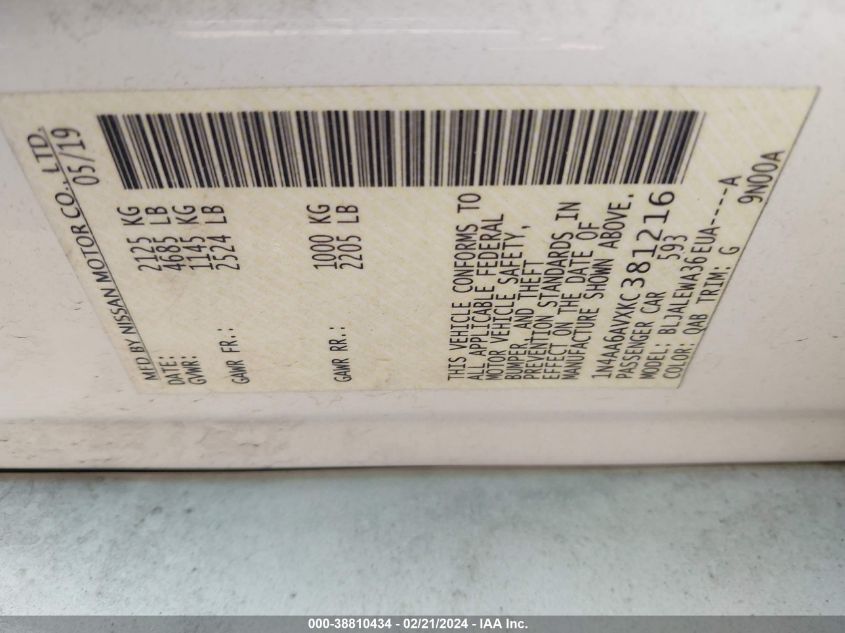 MFD BY NISSAN MOTOR CO., LTD.
DATE: 05/19
GVWR: 2125 KG
4685 LB
GAWR FR.: 1145 KG
2524 LB
GAWR RR.: 1000 KG
2205 LB
THIS VEHICLE CONFORMS TO
ALL APPLICABLE FEDERAL
MOTOR VEHICLE SAFETY,
BUMPER, AND THEFT
PREVENTION STANDARDS IN
EFFECT ON THE DATE OF
MANUFACTURE SHOWN ABOVE.
1N4AA6AVXKC381216
PASSENGER CAR 593
MODEL: BLJALEWA36EUA----A
COLOR: QAB TRIM: G 9N00A
000-38810434 - 02/21/2024 - IAA Inc.